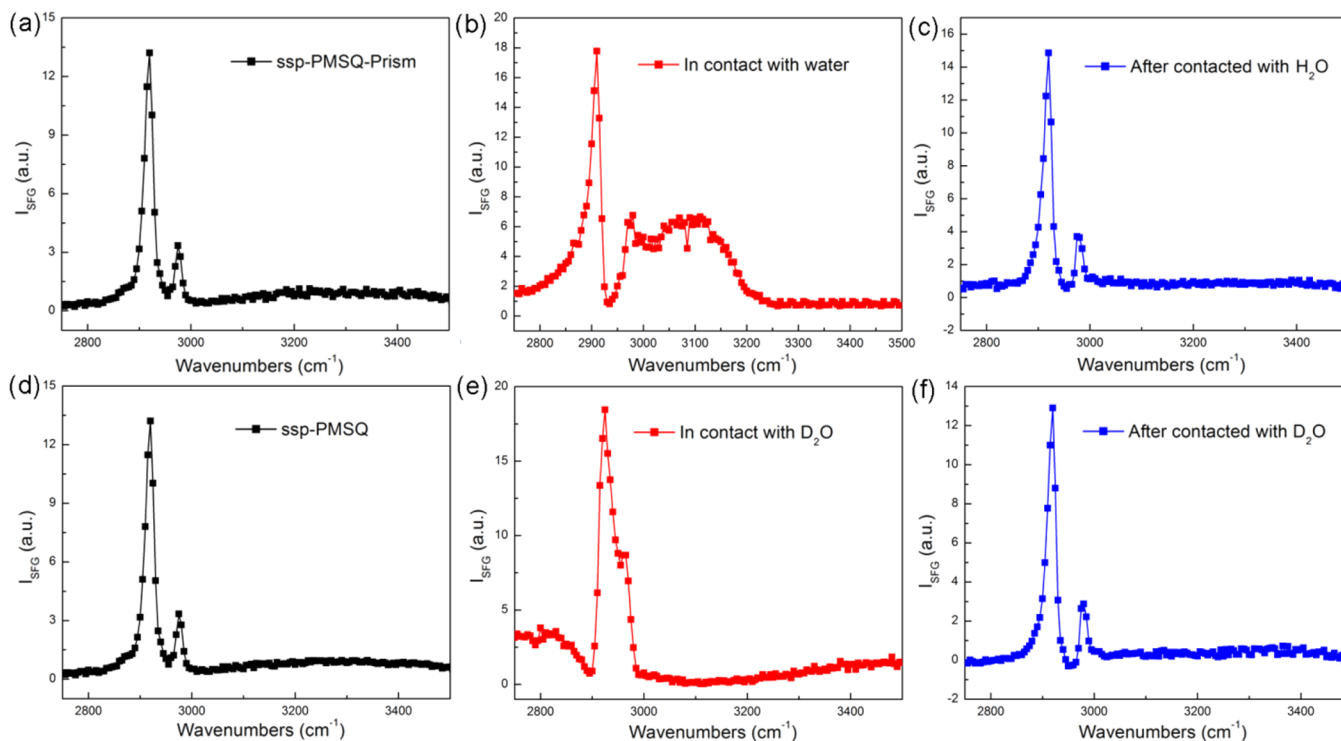 (a)
ssp-PMSQ-Prism
15
12
9
6
3
0
I_SFG (a.u.)
2800 3000 3200 3400
Wavenumbers (cm⁻¹)
(b)
In contact with water
20
18
16
14
12
10
8
6
4
2
0
I_SFG (a.u.)
2800 2900 3000 3100 3200 3300 3400 3500
Wavenumbers (cm⁻¹)
(c)
After contacted with H₂O
16
14
12
10
8
6
4
2
0
-2
I_SFG (a.u.)
2800 3000 3200 3400
Wavenumbers (cm⁻¹)
(d)
ssp-PMSQ
15
12
9
6
3
0
I_SFG (a.u.)
2800 3000 3200 3400
Wavenumbers (cm⁻¹)
(e)
In contact with D₂O
20
15
10
5
0
I_SFG (a.u.)
2800 3000 3200 3400
Wavenumbers (cm⁻¹)
(f)
After contacted with D₂O
14
12
10
8
6
4
2
0
-2
I_SFG (a.u.)
2800 3000 3200 3400
Wavenumbers (cm⁻¹)